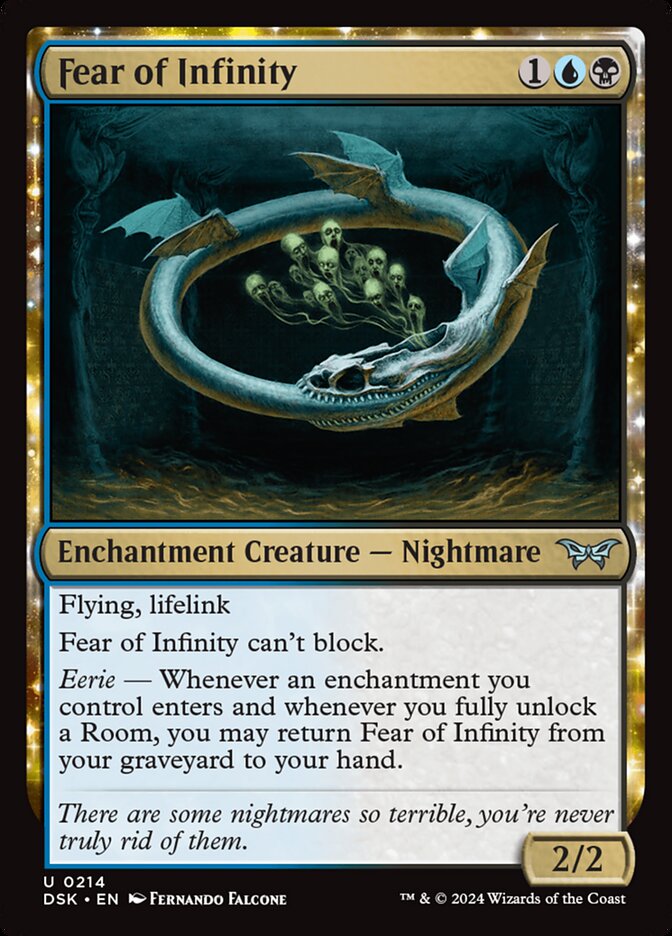 Fear of Infinity
1
Enchantment Creature — Nightmare
Flying, lifelink
Fear of Infinity can't block.
Eerie — Whenever an enchantment you
control enters and whenever you fully unlock
a Room, you may return Fear of Infinity from
your graveyard to your hand.
There are some nightmares so terrible, you're never
truly rid of them.
2/2
U 0214
DSK • EN Fernando Falcone
™ & © 2024 Wizards of the Coast